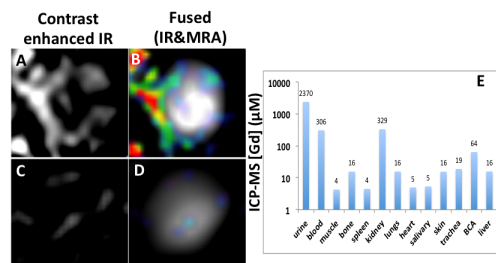 Contrast
enhanced IR
Fused
(IR&MRA)
A
B
C
D
E
ICP-MS [Gd] (μM)
10000
1000
100
10
1
2370
306
4
16
4
329
16
5
5
16
19
64
16
urine
blood
muscle
bone
spleen
kidney
lungs
heart
salivary
skin
trachea
BCA
liver